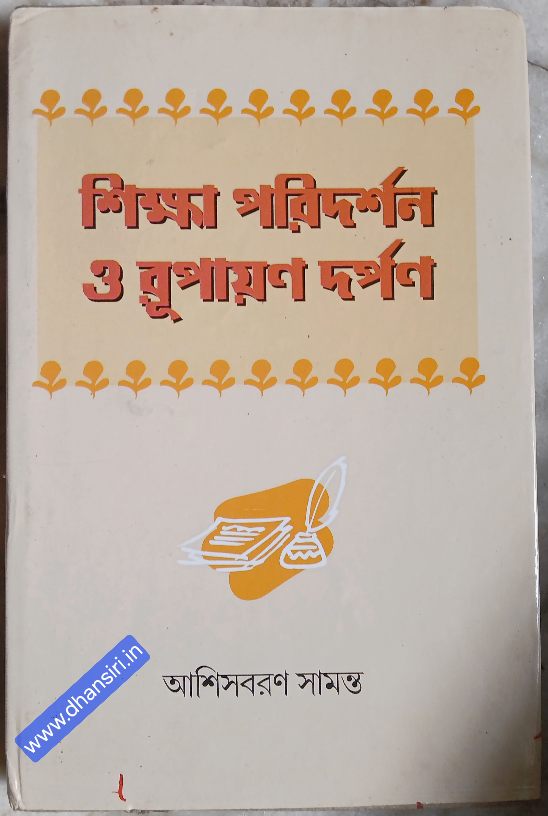 শিক্ষা পরিদর্শন
ও রূপায়ণ দর্পণ
আশিসবরণ সামন্ত
www.dhansiri.in